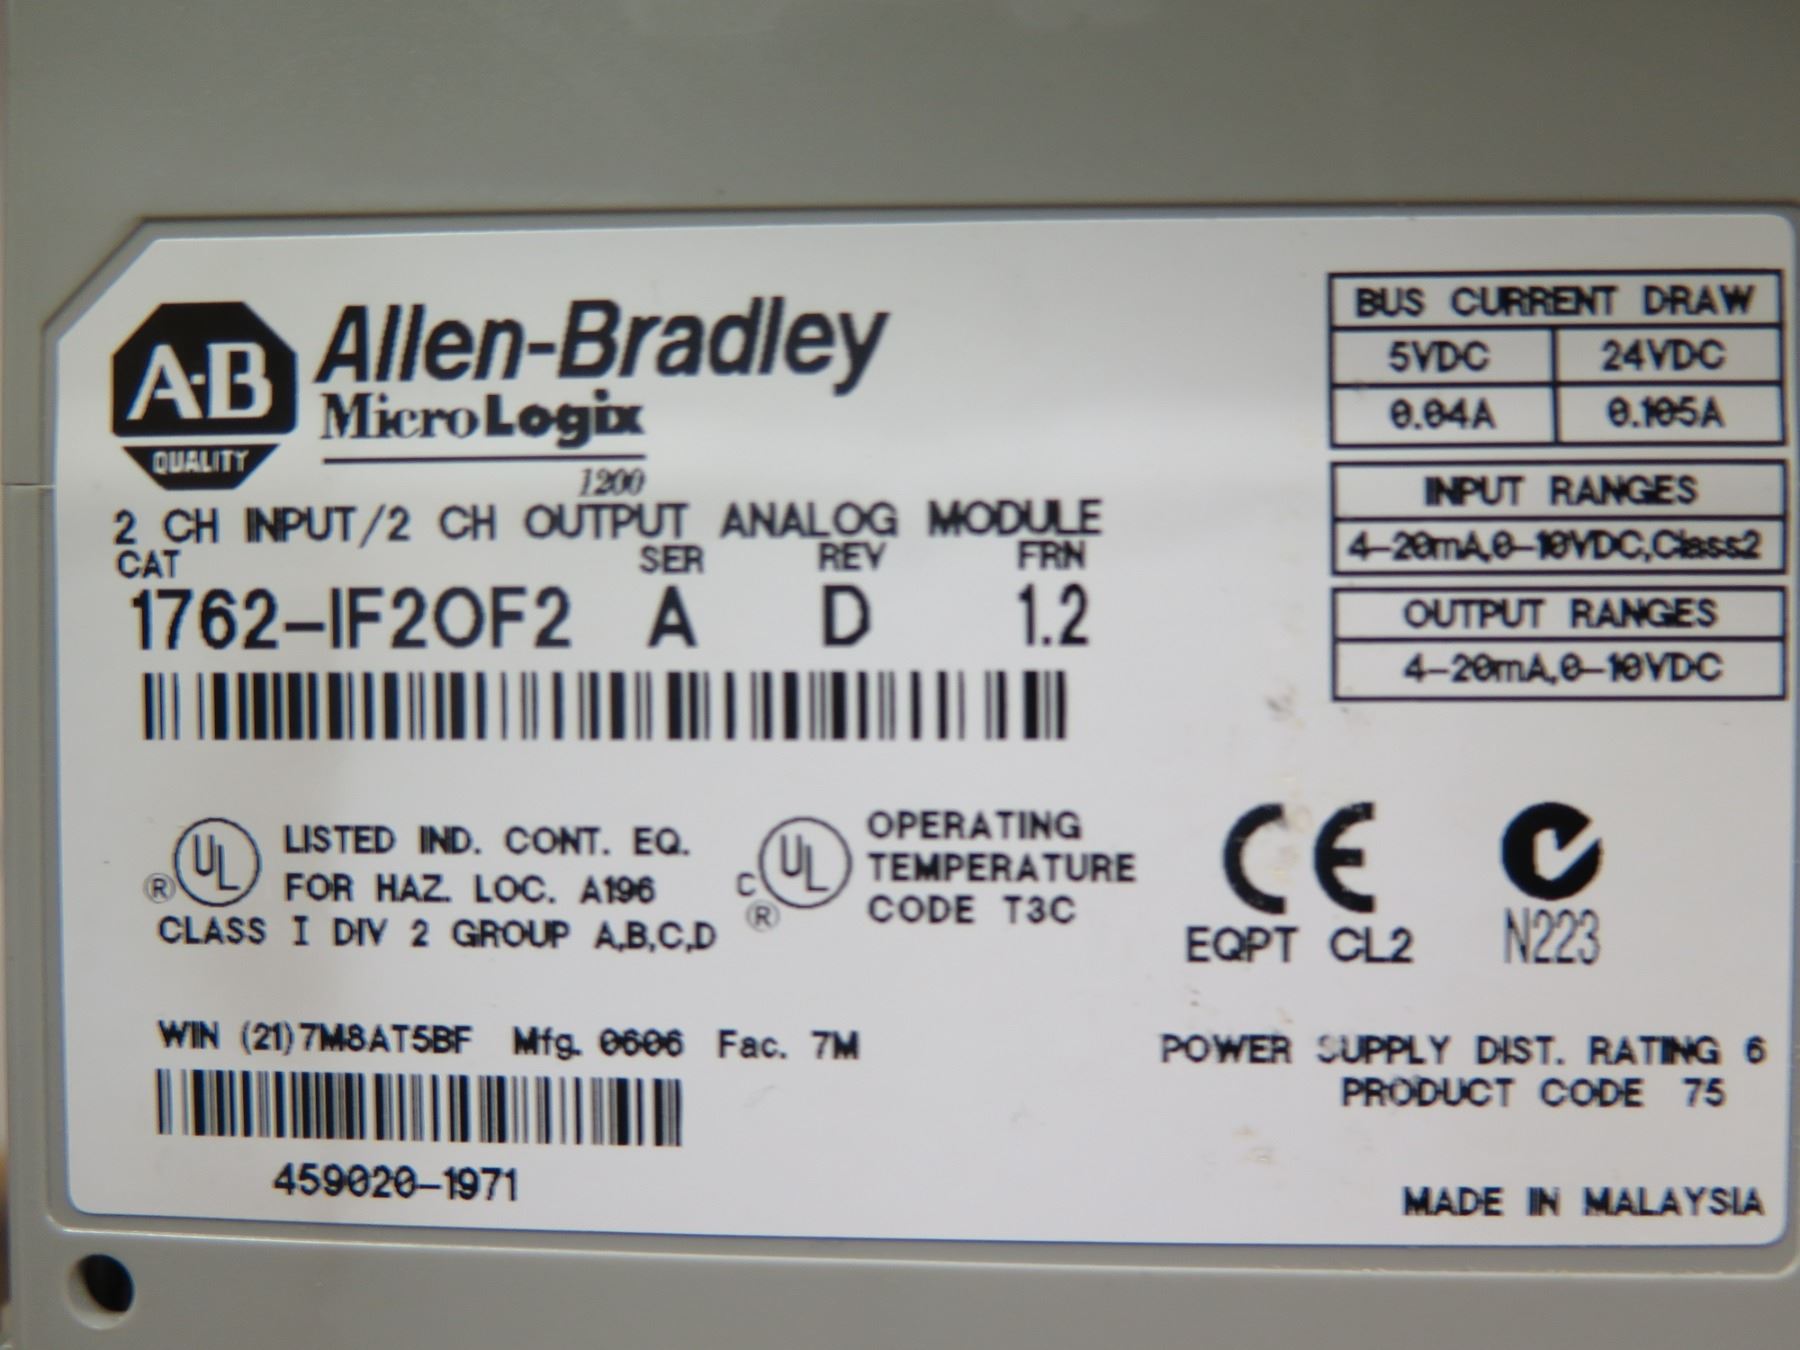 A-B
QUALITY
Allen-Bradley
MicroLogix
1200
2 CH INPUT/2 CH OUTPUT ANALOG MODULE
CAT SER REV FRN
1762-IF2OF2 A D 1.2
BUS CURRENT DRAW
5VDC 24VDC
0.04A 0.105A
INPUT RANGES
4-20mA,0-10VDC,Class2
OUTPUT RANGES
4-20mA,0-10VDC
UL ® LISTED IND. CONT. EQ.
FOR HAZ. LOC. A196
CLASS I DIV 2 GROUP A,B,C,D
C UL ® OPERATING
TEMPERATURE
CODE T3C
CE
EQPT CL2
N223
WIN (21)7M8AT5BF Mfg. 0606 Fac. 7M
459020-1971
POWER SUPPLY DIST. RATING 6
PRODUCT CODE 75
MADE IN MALAYSIA